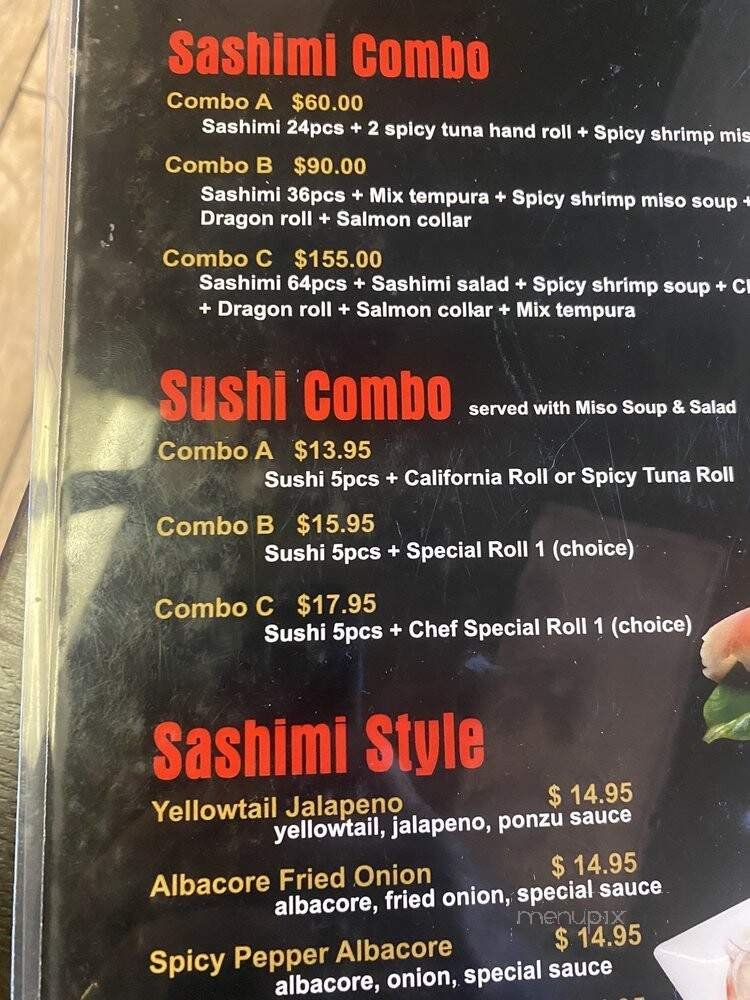 Sashimi Combo
Combo A $60.00
Sashimi 24pcs + 2 spicy tuna hand roll + Spicy shrimp
Combo B $90.00
Sashimi 36pcs + Mix tempura + Spicy shrimp miso soup +
Dragon roll + Salmon collar
Combo C $155.00
Sashimi 64pcs + Sashimi salad + Spicy shrimp soup +
+ Dragon roll + Salmon collar + Mix tempura
Sushi Combo served with Miso Soup & Salad
Combo A $13.95
Sushi 5pcs + California Roll or Spicy Tuna Roll
Combo B $15.95
Sushi 5pcs + Special Roll 1 (choice)
Combo C $17.95
Sushi 5pcs + Chef Special Roll 1 (choice)
Sashimi Style
Yellowtail Jalapeno $ 14.95
yellowtail, jalapeno, ponzu sauce
Albacore Fried Onion $ 14.95
albacore, fried onion, special sauce
menupix
Spicy Pepper Albacore $ 14.95
albacore, onion, special sauce